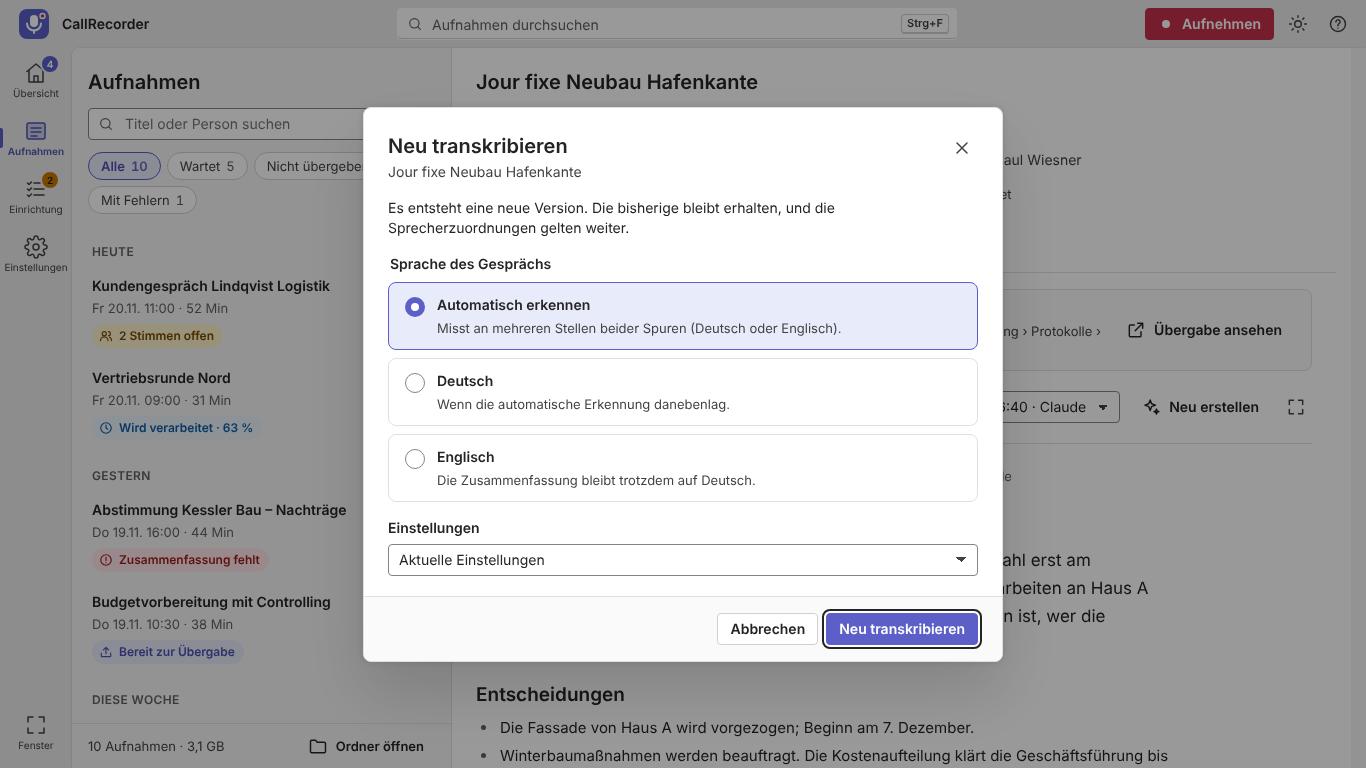 CallRecorder
Aufnahmen durchsuchen
Strg+F
Aufnehmen
4
Übersicht
Aufnahmen
2
Einrichtung
Einstellungen
Fenster
Aufnahmen
Titel oder Person suchen
Alle 10
Wartet 5
Nicht übergeben
Mit Fehlern 1
HEUTE
Kundengespräch Lindqvist Logistik
Fr 20.11. 11:00 · 52 Min
2 Stimmen offen
Vertriebsrunde Nord
Fr 20.11. 09:00 · 31 Min
Wird verarbeitet · 63 %
GESTERN
Abstimmung Kessler Bau – Nachträge
Do 19.11. 16:00 · 44 Min
Zusammenfassung fehlt
Budgetvorbereitung mit Controlling
Do 19.11. 10:30 · 38 Min
Bereit zur Übergabe
DIESE WOCHE
10 Aufnahmen · 3,1 GB
Ordner öffnen
Jour fixe Neubau Hafenkante
Wiesner
Protokolle ›
Übergabe ansehen
6:40 · Claude
Neu erstellen
erst am
an Haus A
ist, wer die
Entscheidungen
• Die Fassade von Haus A wird vorgezogen; Beginn am 7. Dezember.
• Winterbaumaßnahmen werden beauftragt. Die Kostenaufteilung klärt die Geschäftsführung bis
Neu transkribieren
Jour fixe Neubau Hafenkante
Es entsteht eine neue Version. Die bisherige bleibt erhalten, und die
Sprecherzuordnungen gelten weiter.
Sprache des Gesprächs
Automatisch erkennen
Misst an mehreren Stellen beider Spuren (Deutsch oder Englisch).
Deutsch
Wenn die automatische Erkennung danebenlag.
Englisch
Die Zusammenfassung bleibt trotzdem auf Deutsch.
Einstellungen
Aktuelle Einstellungen
Abbrechen
Neu transkribieren